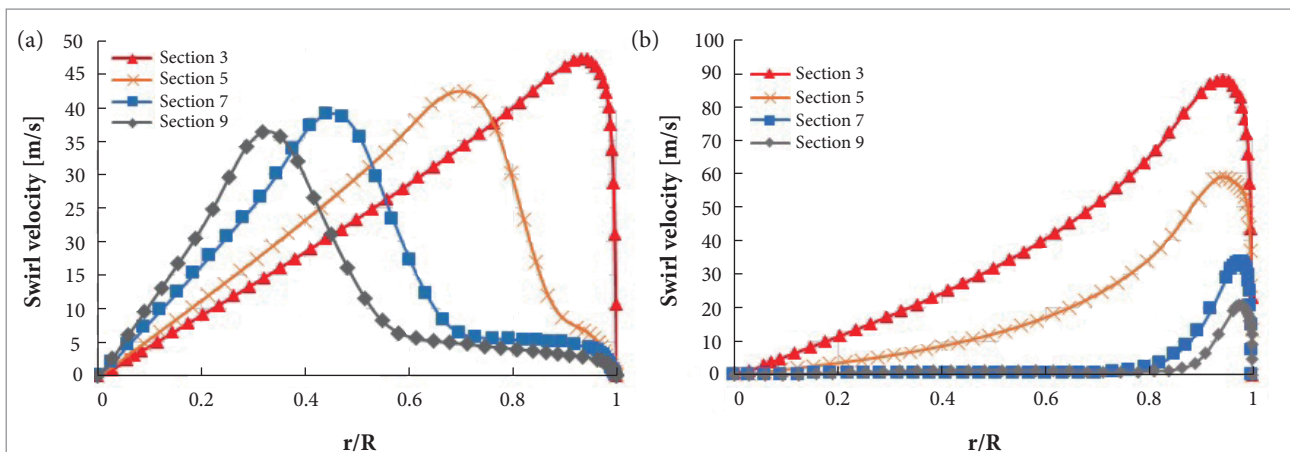 (a)
50
45
40
35
30
25
30
15
10
5
0
Swirl velocity [m/s]
Section 3
Section 5
Section 7
Section 9
0 0.2 0.4 0.6 0.8 1
r/R
(b)
100
90
80
70
60
50
40
30
20
10
0
Swirl velocity [m/s]
Section 3
Section 5
Section 7
Section 9
0 0.2 0.4 0.6 0.8 1
r/R